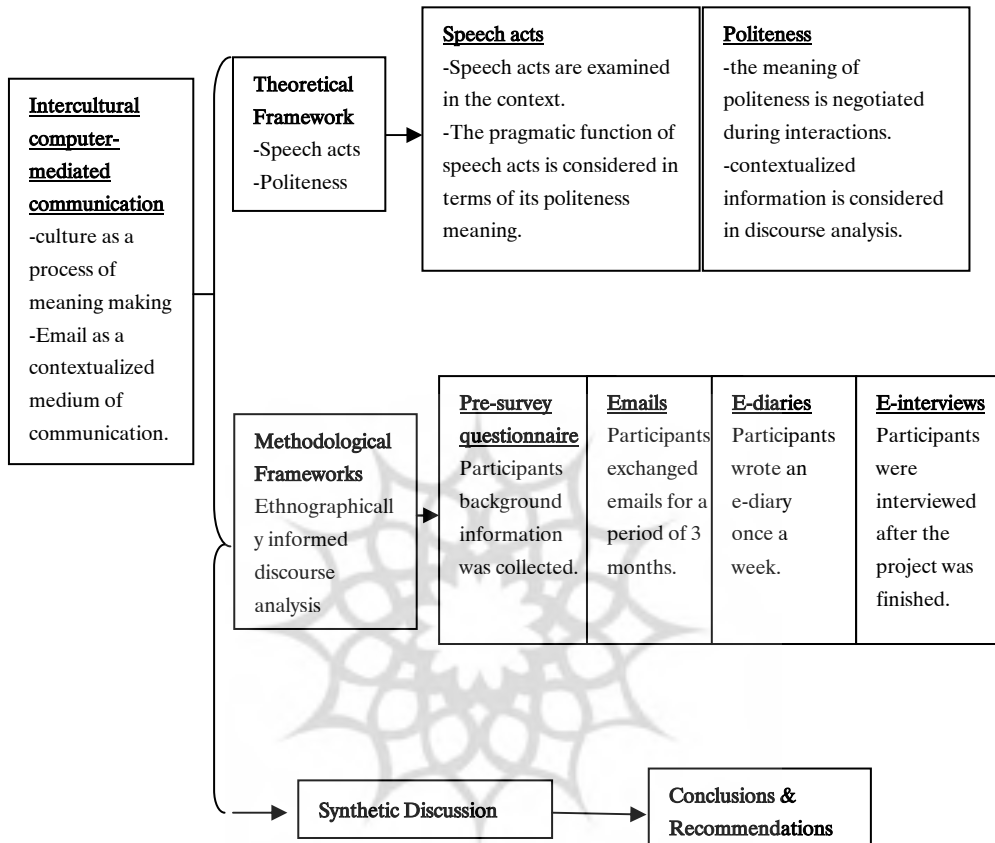 Intercultural
computer-
mediated
communication
-culture as a
process of
meaning making
-Email as a
contextualized
medium of
communication.
Theoretical
Framework
-Speech acts
-Politeness
Speech acts
-Speech acts are examined
in the context.
-The pragmatic function of
speech acts is considered in
terms of its politeness
meaning.
Politeness
-the meaning of
politeness is negotiated
during interactions.
-contextualized
information is considered
in discourse analysis.
Methodological
Frameworks
Ethnographicall
y informed
discourse
analysis
Pre-survey
questionnaire
Participants
background
information
was collected.
Emails
Participants
exchanged
emails for a
period of 3
months.
E-diaries
Participants
wrote an
e-diary
once a
week.
E-interviews
Participants
were
interviewed
after the
project was
finished.
Synthetic Discussion
Conclusions &
Recommendations